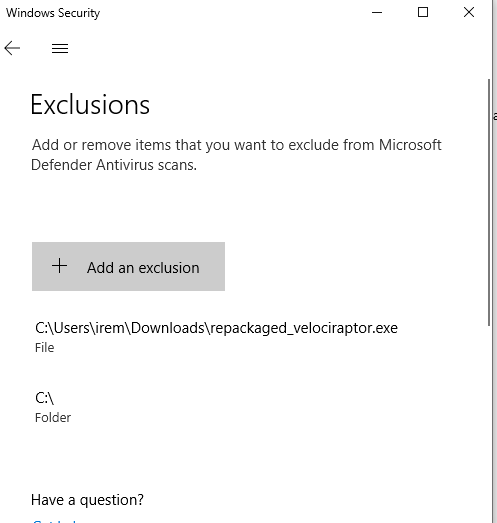 Windows Security
Exclusions
Add or remove items that you want to exclude from Microsoft
Defender Antivirus scans.
Add an exclusion
C:\Users\irem\Downloads\repackaged_velociraptor.exe
File
C:\
Folder
Have a question?